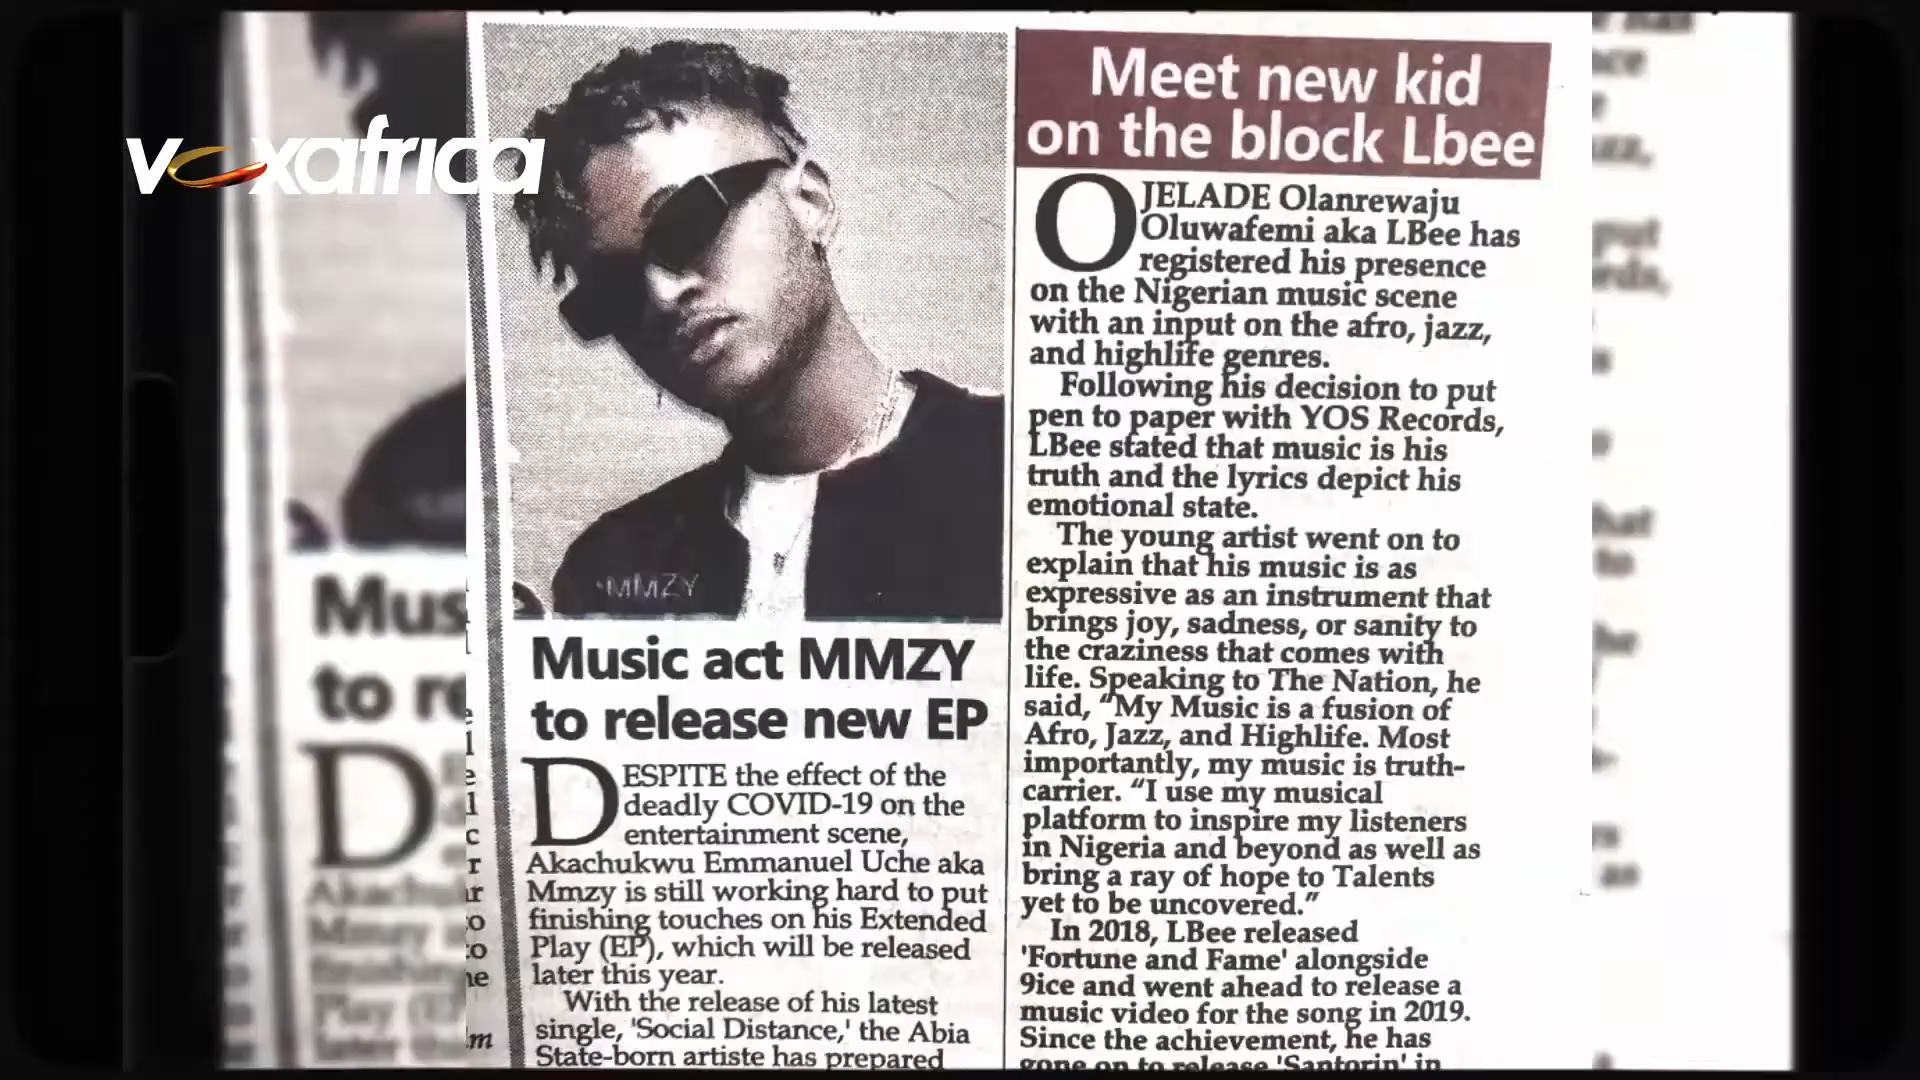 voxafrica
•MMZY
Music act MMZY
to release new EP
DESPITE the effect of the
deadly COVID-19 on the
entertainment scene,
Akachukwu Emmanuel Uche aka
Mmzy is still working hard to put
finishing touches on his Extended
Play (EP), which will be released
later this year.
With the release of his latest
single, 'Social Distance,' the Abia
State-born artiste has prepared
Meet new kid
on the block Lbee
OJELADE Olanrewaju
Oluwafemi aka LBee has
registered his presence
on the Nigerian music scene
with an input on the afro, jazz,
and highlife genres.
Following his decision to put
pen to paper with YOS Records,
LBee stated that music is his
truth and the lyrics depict his
emotional state.
The young artist went on to
explain that his music is as
expressive as an instrument that
brings joy, sadness, or sanity to
the craziness that comes with
life. Speaking to The Nation, he
said, “My Music is a fusion of
Afro, Jazz, and Highlife. Most
importantly, my music is truth-
carrier. “I use my musical
platform to inspire my listeners
in Nigeria and beyond as well as
bring a ray of hope to Talents
yet to be uncovered.”
In 2018, LBee released
'Fortune and Fame' alongside
9ice and went ahead to release a
music video for the song in 2019.
Since the achievement, he has
gone on to release 'Santorin' in